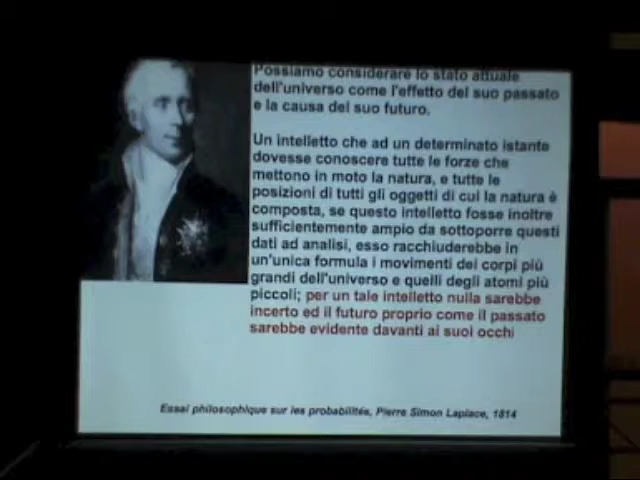 Possiamo considerare lo stato attuale
dell'universo come l'effetto del suo passato
e la causa del suo futuro.
Un intelletto che ad un determinato istante
dovesse conoscere tutte le forze che
mettono in moto la natura, e tutte le
posizioni di tutti gli oggetti di cui la natura è
composta, se questo intelletto fosse inoltre
sufficientemente ampio da sottoporre questi
dati ad analisi, esso racchiuderebbe in
un'unica formula i movimenti dei corpi più
grandi dell'universo e quelli degli atomi più
piccoli; per un tale intelletto nulla sarebbe
incerto ed il futuro proprio come il passato
sarebbe evidente davanti ai suoi occhi
Essai philosophique sur les probabilités, Pierre Simon Laplace, 1814